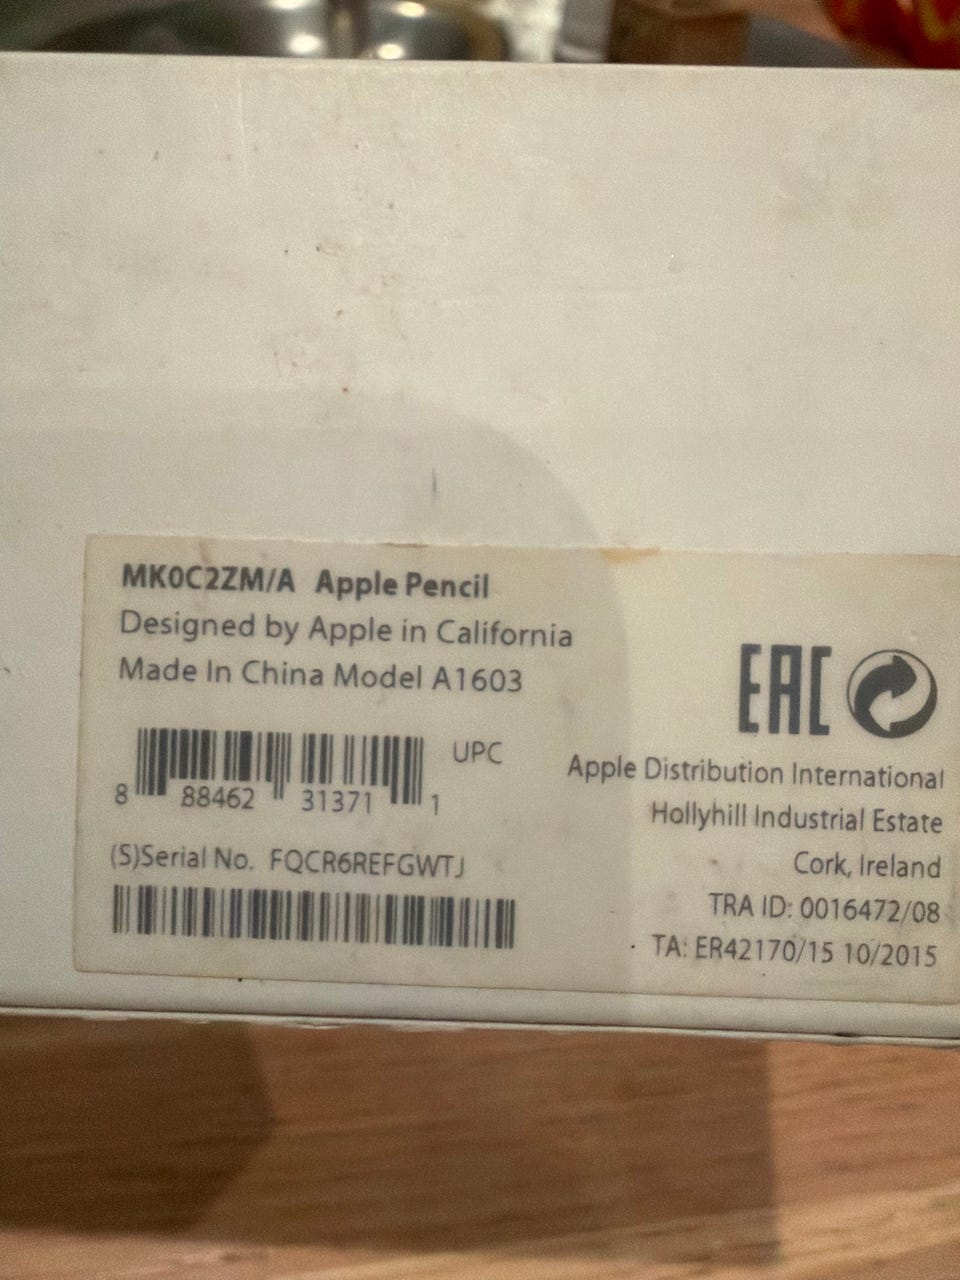 MK0C2ZM/A Apple Pencil
Designed by Apple in California
Made In China Model A1603
UPC
8 88462 31371 1
(S)Serial No. FQCR6REFGWTJ
EAC
Apple Distribution International
Hollyhill Industrial Estate
Cork, Ireland
TRA ID: 0016472/08
TA: ER42170/15 10/2015